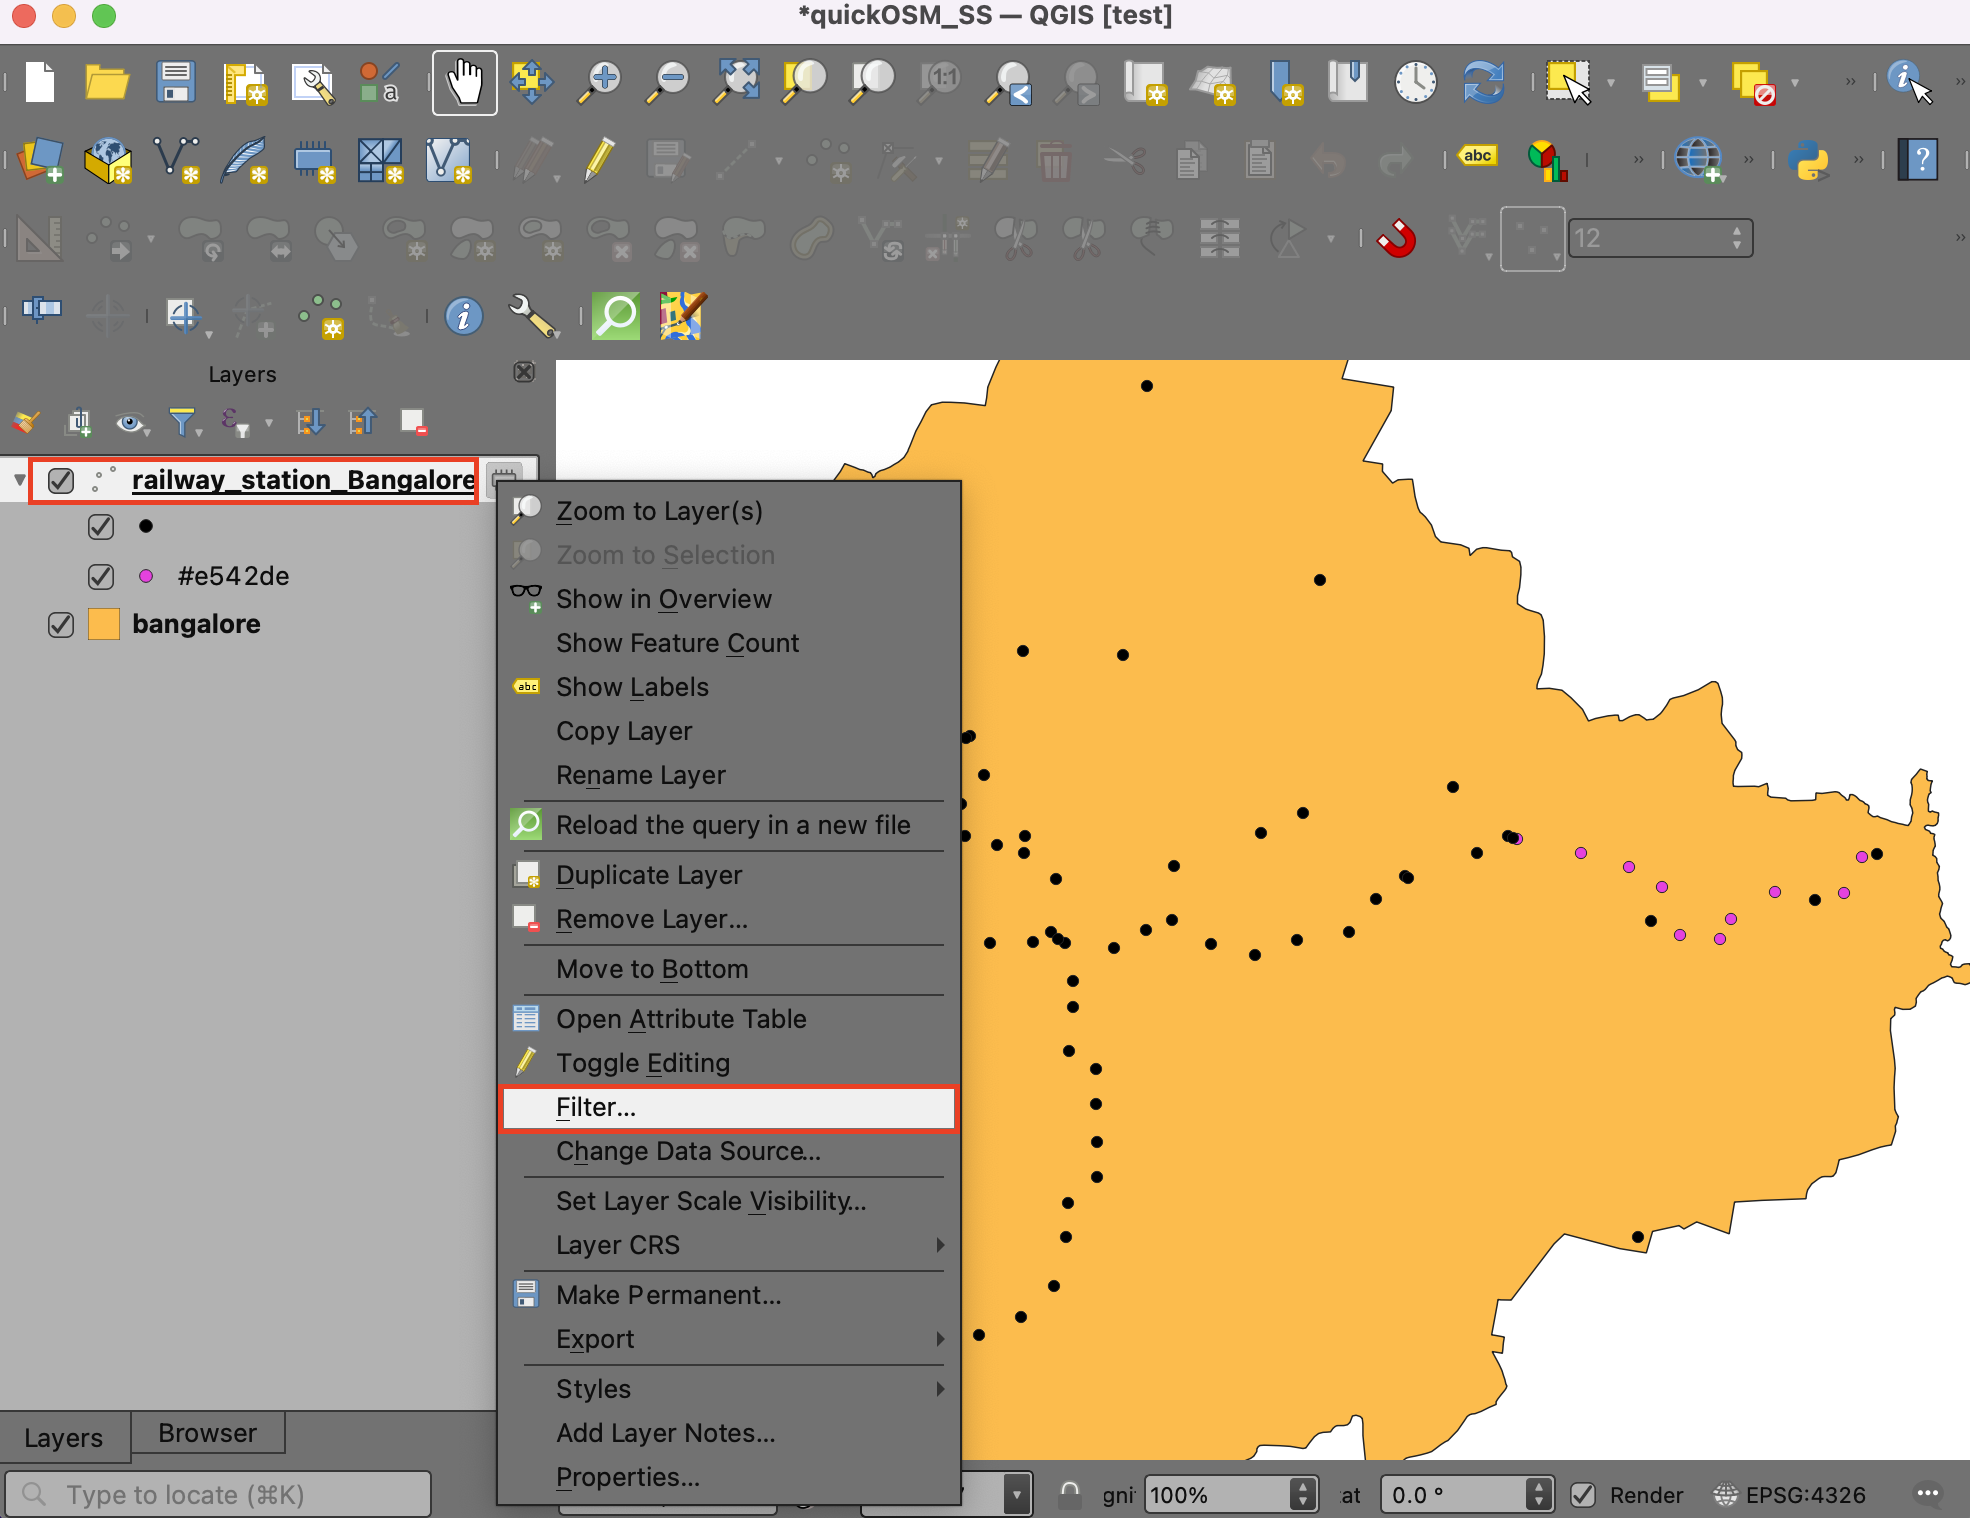 *quickOSM_SS — QGIS [test]
a
1:1
abc
?
12
Layers
railway_station_Bangalore
#e542de
bangalore
Zoom to Layer(s)
Zoom to Selection
Show in Overview
Show Feature Count
abc Show Labels
Copy Layer
Rename Layer
Reload the query in a new file
Duplicate Layer
Remove Layer...
Move to Bottom
Open Attribute Table
Toggle Editing
Filter...
Change Data Source...
Set Layer Scale Visibility...
Layer CRS
Make Permanent...
Export
Styles
Add Layer Notes...
Properties...
Layers Browser
Type to locate (⌘K) gni 100% :at 0.0 ° Render EPSG:4326